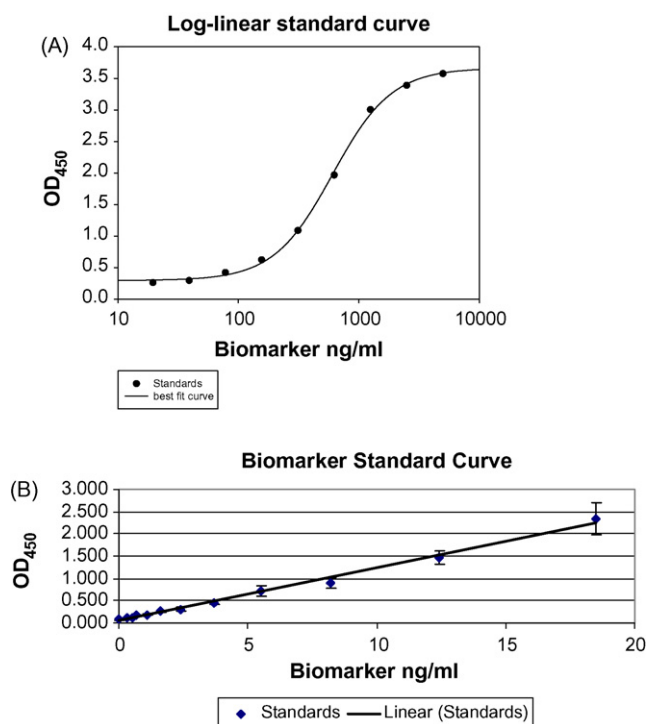 Log-linear standard curve
(A)
4.0
3.5
3.0
2.5
2.0
1.5
1.0
0.5
0.0
OD450
10 100 1000 10000
Biomarker ng/ml
Standards
best fit curve
Biomarker Standard Curve
(B)
3.000
2.500
2.000
1.500
1.000
0.500
0.000
OD450
0 5 10 15 20
Biomarker ng/ml
Standards Linear (Standards)